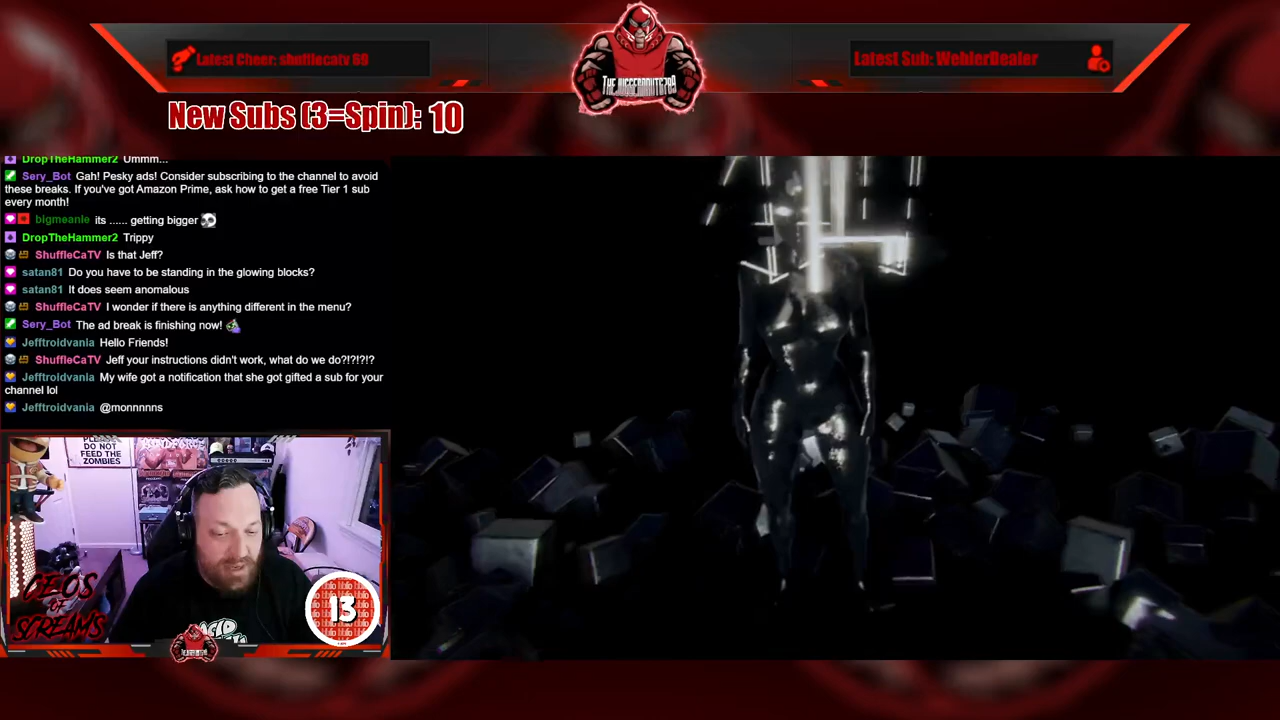 Latest Cheer: shufflecatv 69
THEJUGGERNAUT6789
Latest Sub: WehlerDealer
New Subs (3=Spin): 10
DropTheHammer2 Ummm...
Sery_Bot Gah! Pesky ads! Consider subscribing to the channel to avoid
these breaks. If you've got Amazon Prime, ask how to get a free Tier 1 sub
every month!
bigmeanie its ...... getting bigger
DropTheHammer2 Trippy
ShuffleCaTV Is that Jeff?
satan81 Do you have to be standing in the glowing blocks?
satan81 It does seem anomalous
ShuffleCaTV I wonder if there is anything different in the menu?
Sery_Bot The ad break is finishing now!
Jefftroidvania Hello Friends!
ShuffleCaTV Jeff your instructions didn't work, what do we do?!?!?!?
Jefftroidvania My wife got a notification that she got gifted a sub for your
channel lol
Jefftroidvania @monnnnns
PLEASE
DO NOT
FEED THE
ZOMBIES
CEOS
OF
SCREAMS
13
ACID